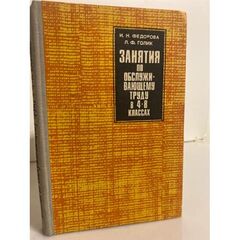 И. Н. ФЕДОРОВА
Л. Ф. ГОЛИК
ЗАНЯТИЯ
ПО
ОБСЛУЖИ-
ВАЮЩЕМУ
ТРУДУ
В 4-8
КЛАССАХ